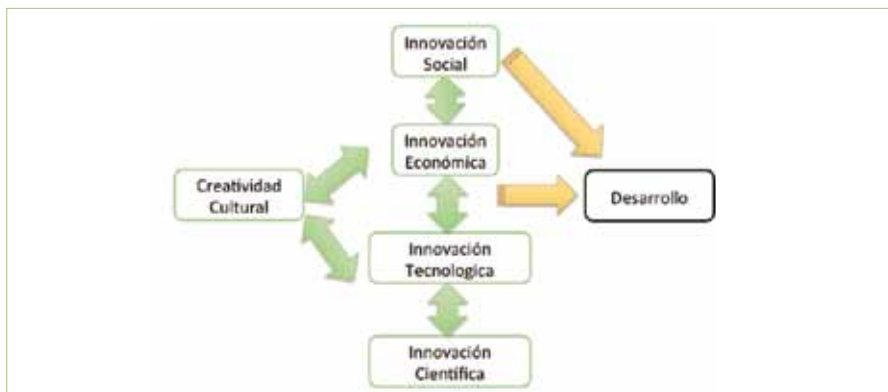 Innovación
Social
Innovación
Económica
Creatividad
Cultural
Desarrollo
Innovación
Tecnologica
Innovación
Científica